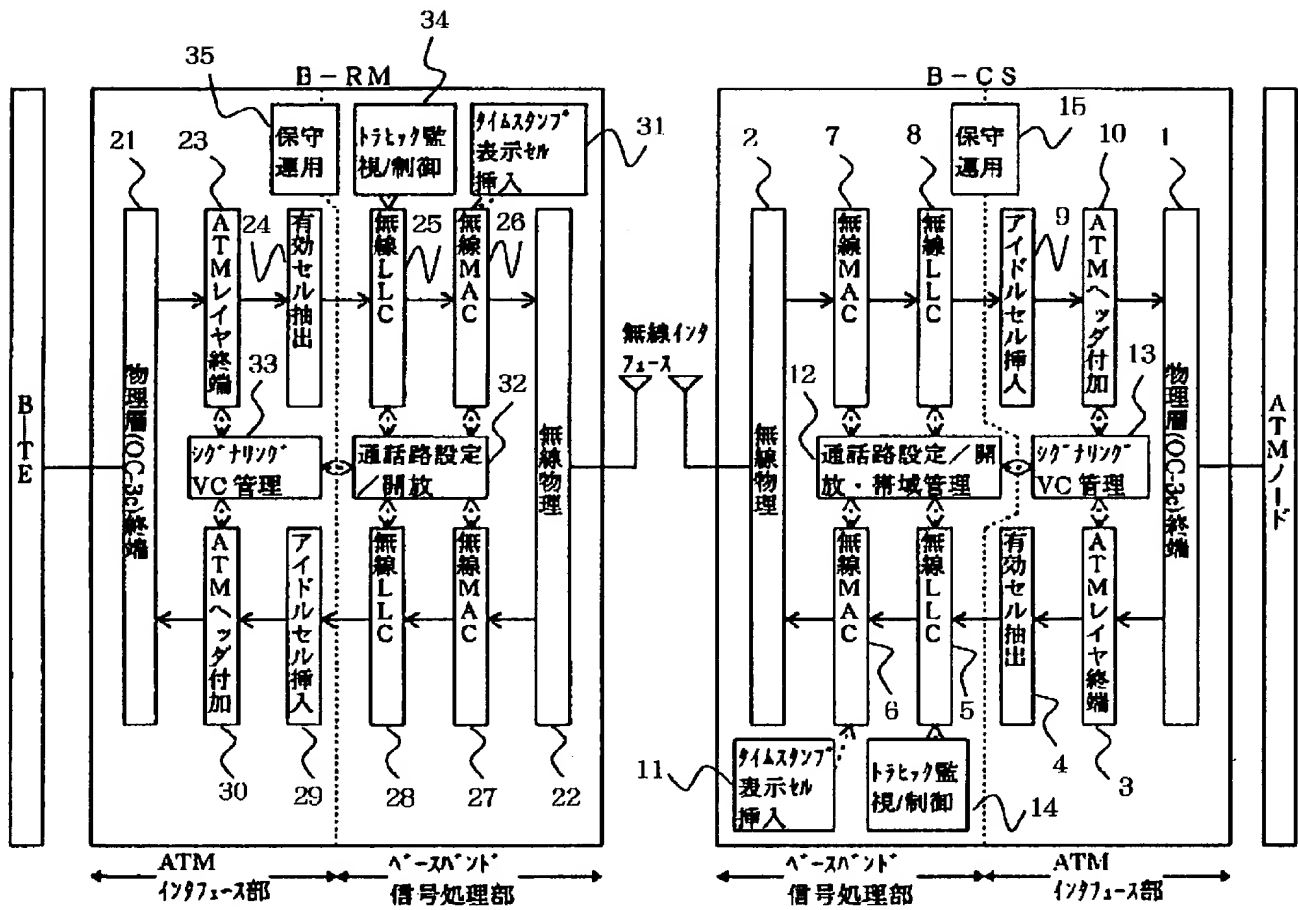 34
35
B-RM
B-CS
保守
運用
トラヒック監
視/制御
タイムスタンプ
表示セル
挿入
31
21
23
24
25
26
2
7
8
保守
運用
15
10
1
9
B-TE
物理層(OC-3c)終端
ATMレイヤ終端
有効セル抽出
無線LLC
無線MAC
無線物理
無線インタ
フェース
無線物理
無線MAC
無線LLC
アイドルセル挿入
ATMヘッダ付加
物理層(OC-3c)終端
ATMノード
33
32
12
13
シグナリング
VC管理
通話路設定
/開放
通話路設定/開
放・帯域管理
シグナリング
VC管理
ATMヘッダ付加
アイドルセル挿入
無線LLC
無線MAC
無線MAC
無線LLC
有効セル抽出
ATMレイヤ終端
30
29
28
27
22
6
5
4
3
11
タイムスタンプ
表示セル
挿入
トラヒック監
視/制御
14
ATM
インタフェース部
ベースバンド
信号処理部
ベースバンド
信号処理部
ATM
インタフェース部